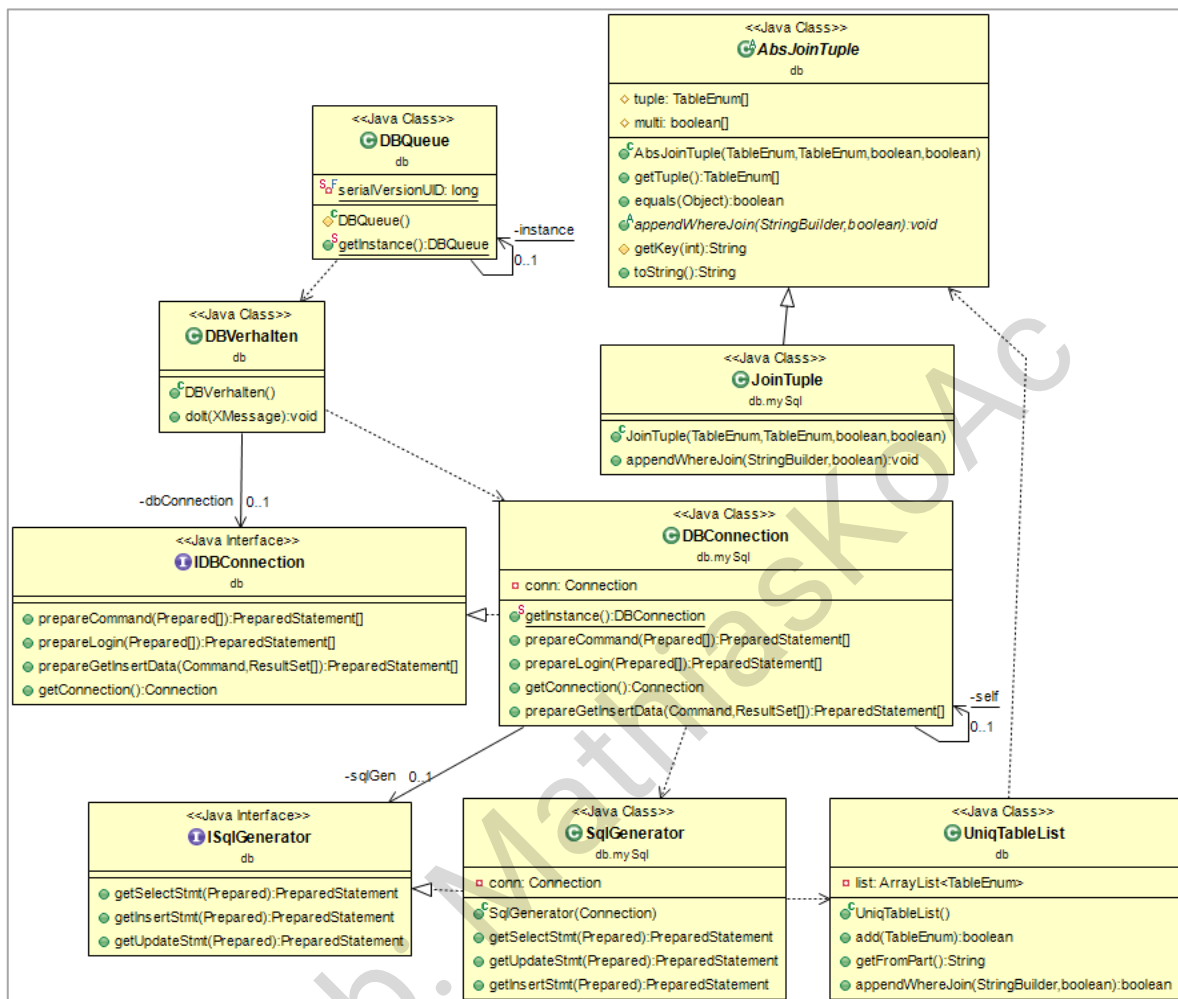 <<Java Class>>
AbsJoinTuple
db
tuple: TableEnum[]
multi: boolean[]
AbsJoinTuple(TableEnum,TableEnum,boolean,boolean)
getTuple():TableEnum[]
equals(Object):boolean
appendWhereJoin(StringBuilder,boolean):void
getKey(int):String
toString():String
<<Java Class>>
DBQueue
db
serialVersionUID: long
DBQueue()
getInstance():DBQueue
-instance
0..1
<<Java Class>>
DBVerhalten
db
DBVerhalten()
doIt(XMessage):void
<<Java Class>>
JoinTuple
db.mySql
JoinTuple(TableEnum,TableEnum,boolean,boolean)
appendWhereJoin(StringBuilder,boolean):void
-dbConnection 0..1
<<Java Interface>>
IDBConnection
db
prepareCommand(Prepared[]):PreparedStatement[]
prepareLogin(Prepared[]):PreparedStatement[]
prepareGetInsertData(Command,ResultSet[]):PreparedStatement[]
getConnection():Connection
<<Java Class>>
DBConnection
db.mySql
conn: Connection
getInstance():DBConnection
prepareCommand(Prepared[]):PreparedStatement[]
prepareLogin(Prepared[]):PreparedStatement[]
getConnection():Connection
prepareGetInsertData(Command,ResultSet[]):PreparedStatement[]
-self
0..1
-sqlGen 0..1
<<Java Interface>>
ISqlGenerator
db
getSelectStmt(Prepared):PreparedStatement
getInsertStmt(Prepared):PreparedStatement
getUpdateStmt(Prepared):PreparedStatement
<<Java Class>>
SqlGenerator
db.mySql
conn: Connection
SqlGenerator(Connection)
getSelectStmt(Prepared):PreparedStatement
getUpdateStmt(Prepared):PreparedStatement
getInsertStmt(Prepared):PreparedStatement
<<Java Class>>
UniqTableList
db
list: ArrayList<TableEnum>
UniqTableList()
add(TableEnum):boolean
getFromPart():String
appendWhereJoin(StringBuilder,boolean):boolean
b: MathiasKoAc